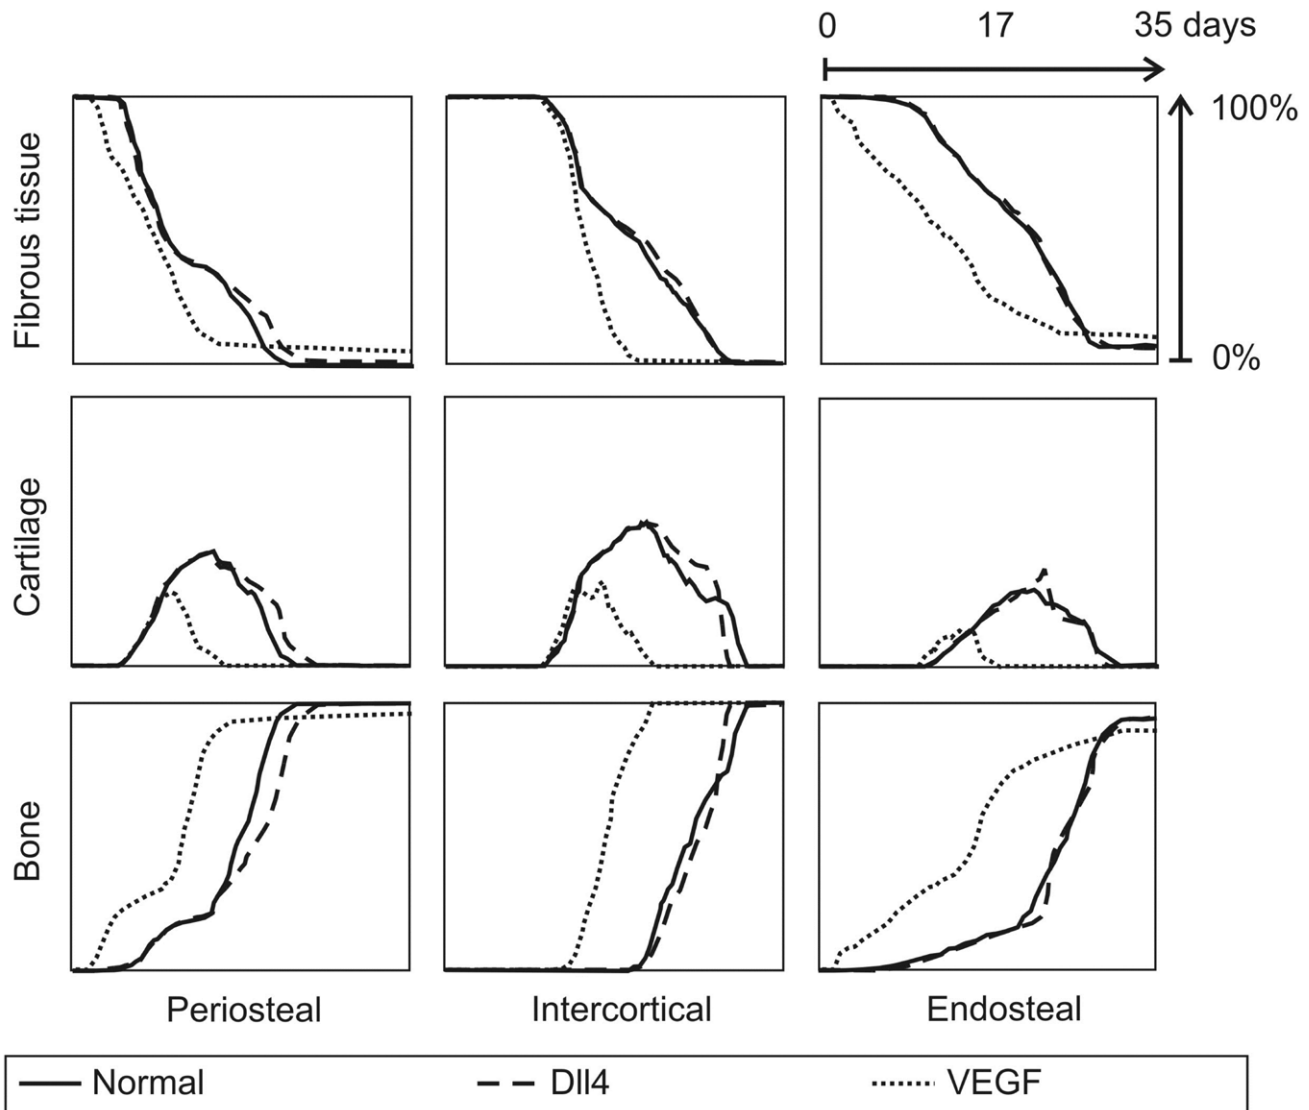 0 17 35 days
100%
Fibrous tissue
0%
Cartilage
Bone
Periosteal Intercortical Endosteal
Normal Dll4 VEGF